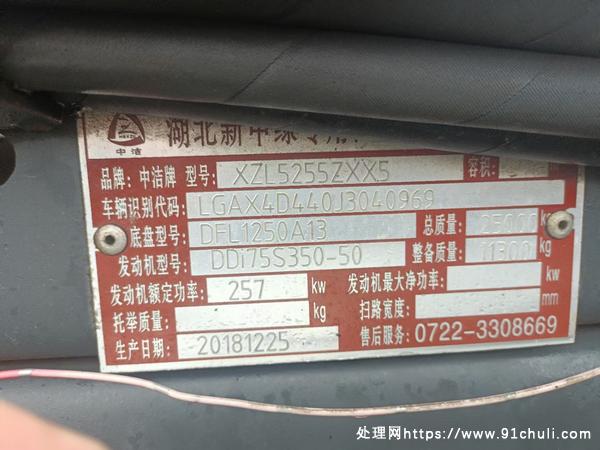 中洁
湖北新中绿专用
品牌: 中洁牌 型号: XZL5255ZXX5 容积:
车辆识别代码: LGAX4D440J3040969
底盘型号: DFL1250A13 总质量: 25000 kg
发动机型号: DDi75S350-50 整备质量: 11300 kg
发动机额定功率: 257 kw 发动机最大净功率: kw
托举质量: kg 扫路宽度: mm
生产日期: 20181225 售后服务: 0722-3308669
处理网https://www.91chuli.com/